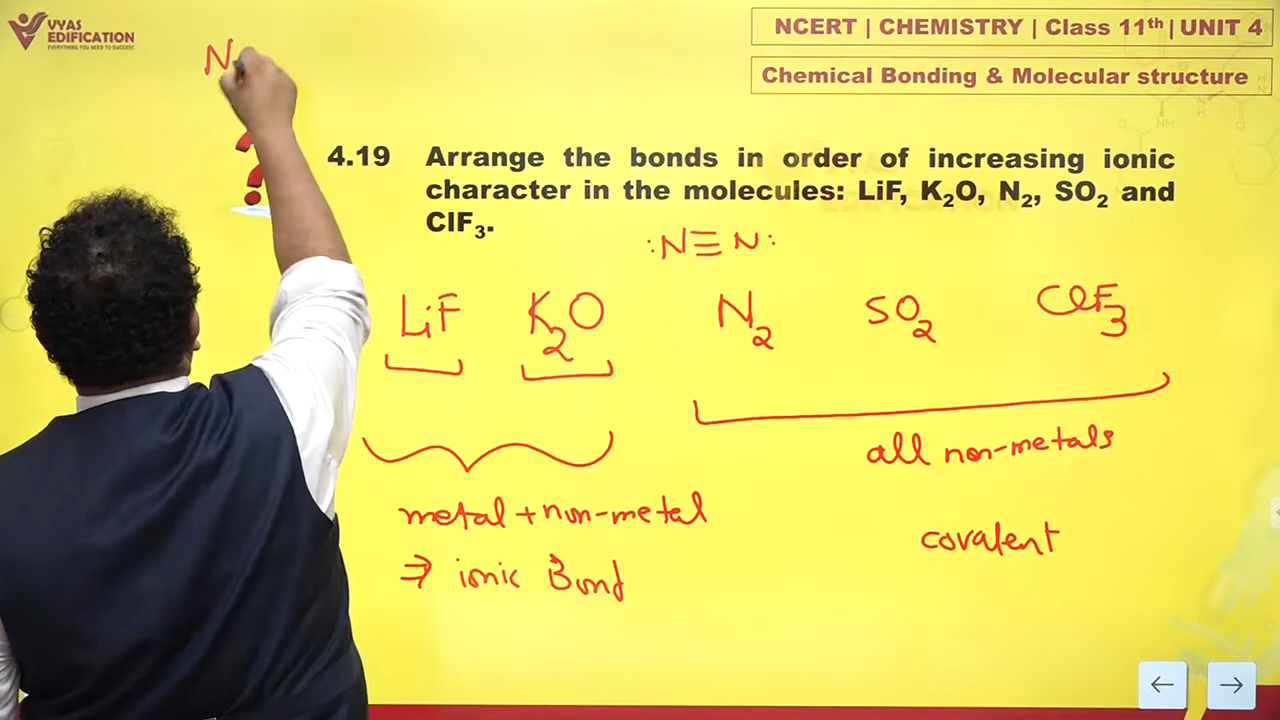 VYAS
EDIFICATION
EVERYTHING YOU NEED TO SUCCEED
NCERT | CHEMISTRY | Class 11th | UNIT 4
Chemical Bonding & Molecular structure
N
4.19 Arrange the bonds in order of increasing ionic
character in the molecules: LiF, K₂O, N₂, SO₂ and
ClF₃.
:N≡N:
LiF K₂O N₂ SO₂ ClF₃
all non-metals
metal + non-metal
covalent
⇒ ionic Bond